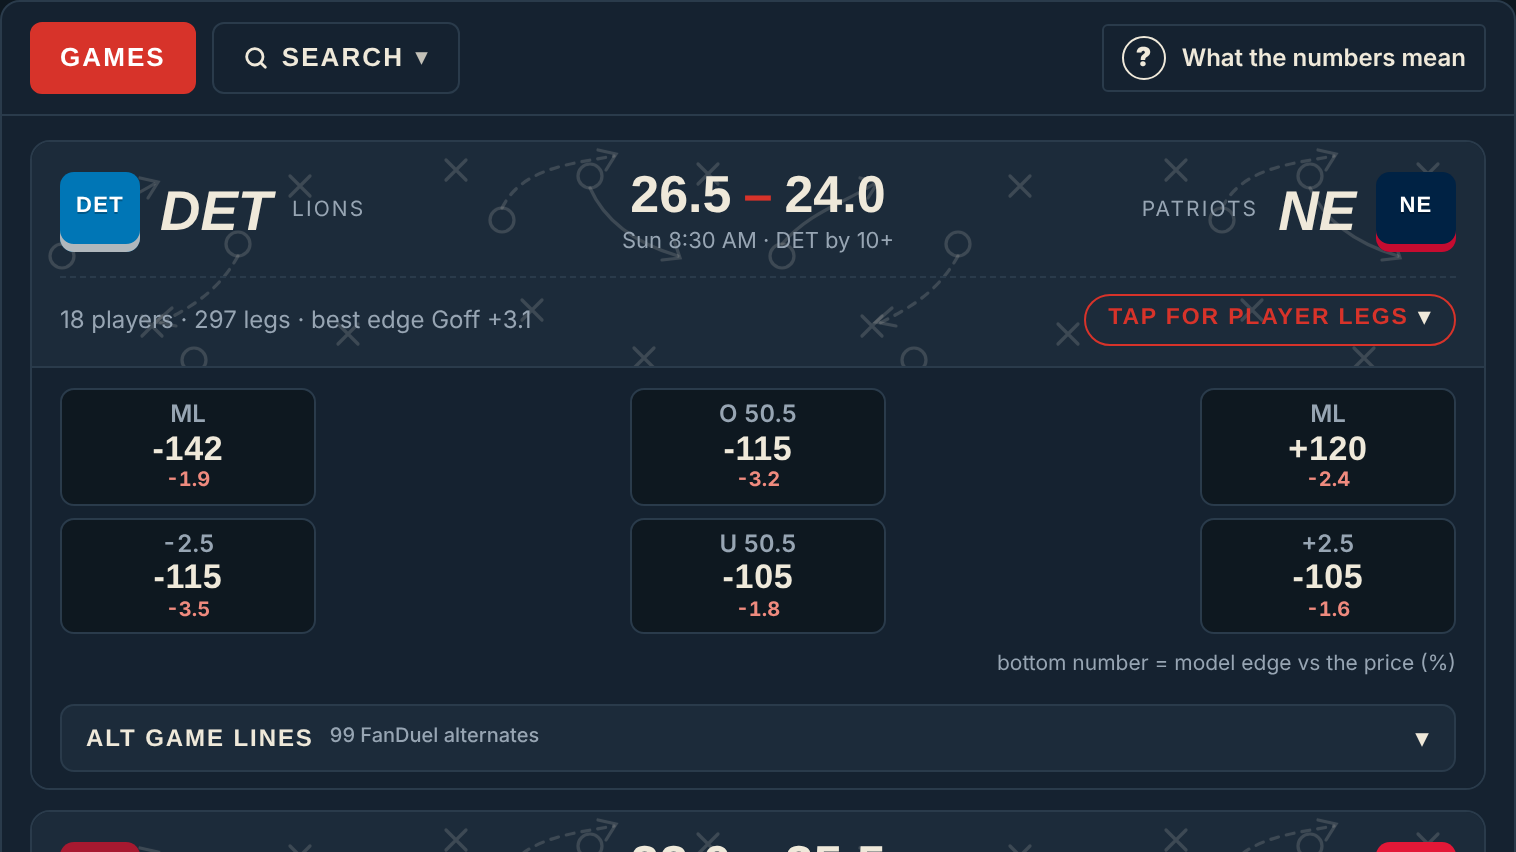 GAMES
SEARCH ▼
? What the numbers mean
DET DET LIONS
26.5 – 24.0
Sun 8:30 AM · DET by 10+
PATRIOTS NE NE
18 players · 297 legs · best edge Goff +3.1
TAP FOR PLAYER LEGS ▼
ML
-142
-1.9
O 50.5
-115
-3.2
ML
+120
-2.4
-2.5
-115
-3.5
U 50.5
-105
-1.8
+2.5
-105
-1.6
bottom number = model edge vs the price (%)
ALT GAME LINES 99 FanDuel alternates ▼